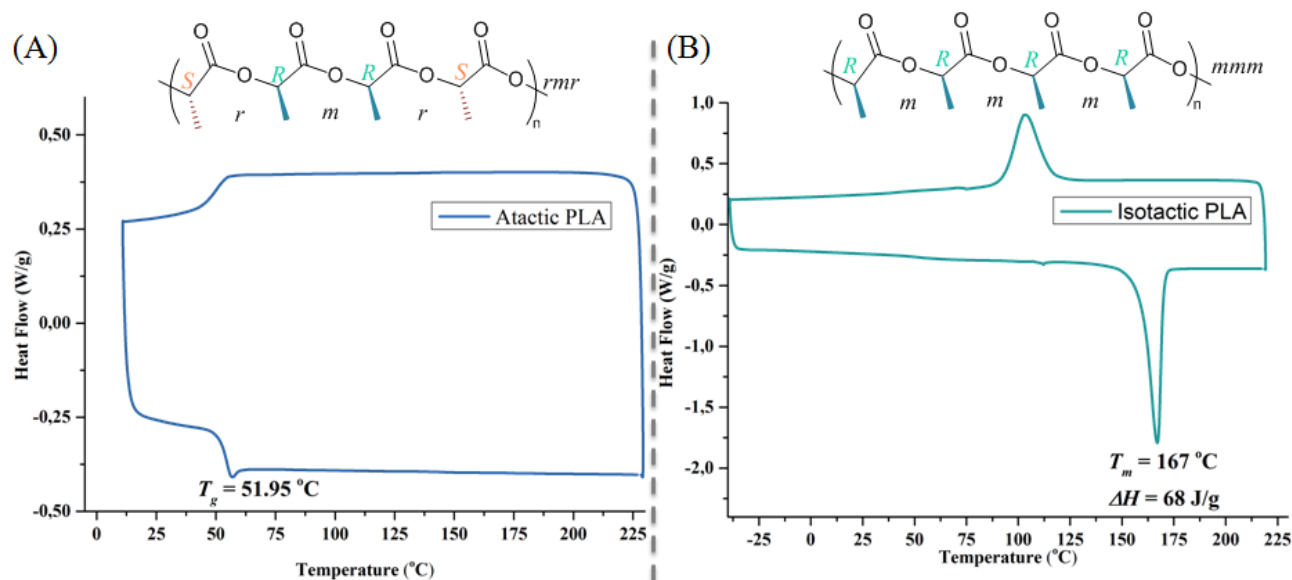 (A)
O O O O
S R R S
O O O O
r m r
n
rmr
0,50
0,25
0,00
-0,25
-0,50
Heat Flow (W/g)
Atactic PLA
Tg = 51.95 °C
0 25 50 75 100 125 150 175 200 225
Temperature (°C)
(B)
O O O O
R R R R
O O O O
m m m
n
mmm
1,0
0,5
0,0
-0,5
-1,0
-1,5
-2,0
Heat Flow (W/g)
Isotactic PLA
Tm = 167 °C
ΔH = 68 J/g
-25 0 25 50 75 100 125 150 175 200 225
Temperature (°C)